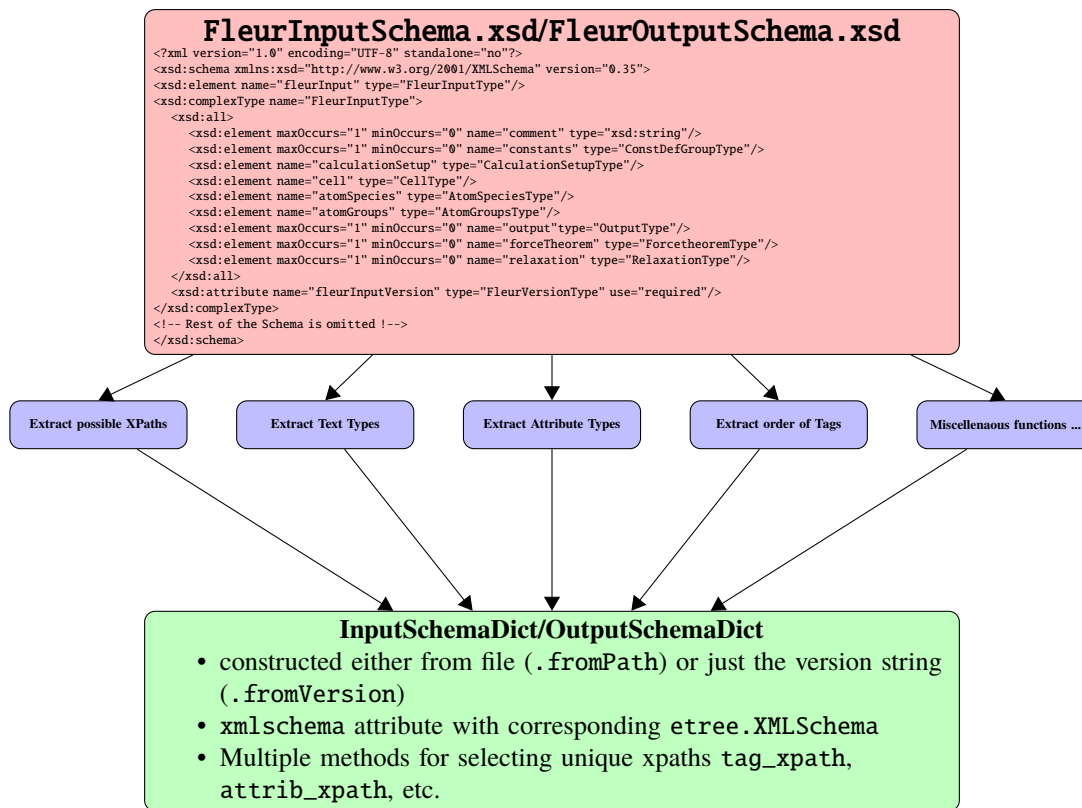 FleurInputSchema.xsd/FleurOutputSchema.xsd
<?xml version="1.0" encoding="UTF-8" standalone="no"?>
<xsd:schema xmlns:xsd="http://www.w3.org/2001/XMLSchema" version="0.35">
<xsd:element name="fleurInput" type="FleurInputType"/>
<xsd:complexType name="FleurInputType">
<xsd:all>
<xsd:element maxOccurs="1" minOccurs="0" name="comment" type="xsd:string"/>
<xsd:element maxOccurs="1" minOccurs="0" name="constants" type="ConstDefGroupType"/>
<xsd:element name="calculationSetup" type="CalculationSetupType"/>
<xsd:element name="cell" type="CellType"/>
<xsd:element name="atomSpecies" type="AtomSpeciesType"/>
<xsd:element name="atomGroups" type="AtomGroupsType"/>
<xsd:element maxOccurs="1" minOccurs="0" name="output"type="OutputType"/>
<xsd:element maxOccurs="1" minOccurs="0" name="forceTheorem" type="ForcetheoremType"/>
<xsd:element maxOccurs="1" minOccurs="0" name="relaxation" type="RelaxationType"/>
</xsd:all>
<xsd:attribute name="fleurInputVersion" type="FleurVersionType" use="required"/>
</xsd:complexType>
<!-- Rest of the Schema is omitted !-->
</xsd:schema>
Extract possible XPaths
Extract Text Types
Extract Attribute Types
Extract order of Tags
Miscellenaous functions ...
InputSchemaDict/OutputSchemaDict
• constructed either from file (.fromPath) or just the version string
(.fromVersion)
• xmlschema attribute with corresponding etree.XMLSchema
• Multiple methods for selecting unique xpaths tag_xpath,
attrib_xpath, etc.